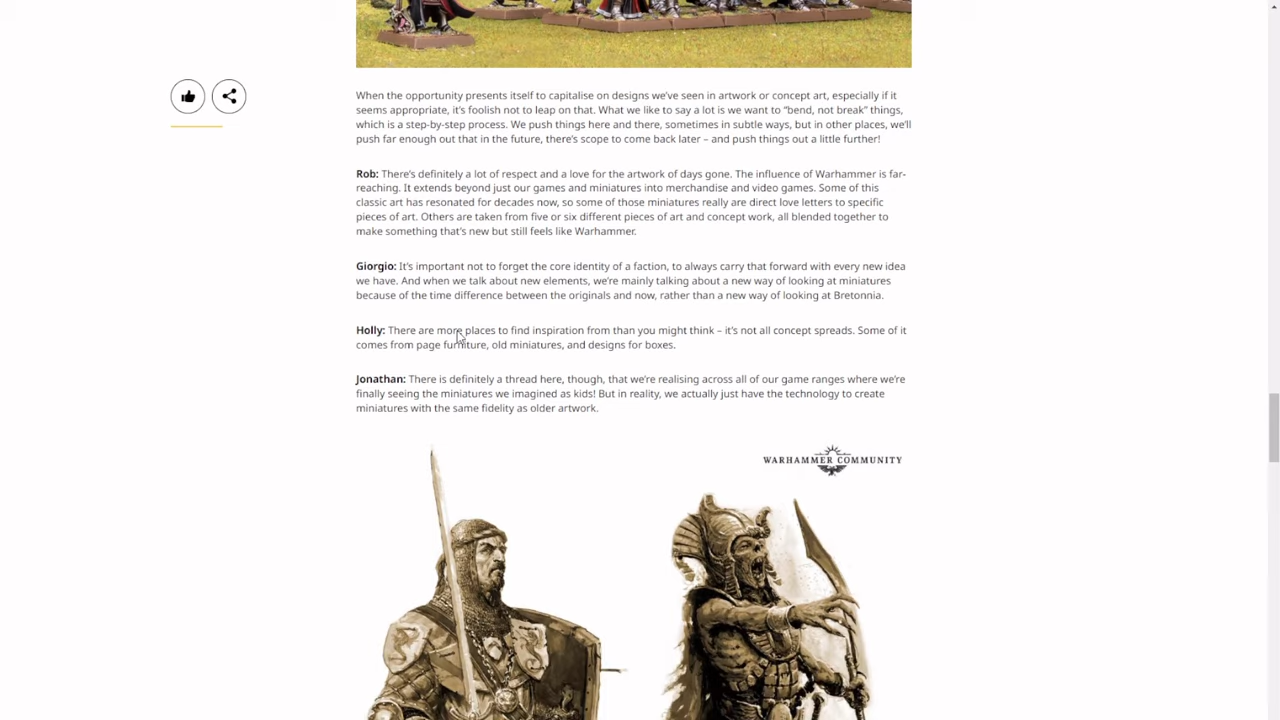 When the opportunity presents itself to capitalise on designs we've seen in artwork or concept art, especially if it
seems appropriate, it's foolish not to leap on that. What we like to say a lot is we want to “bend, not break” things,
which is a step-by-step process. We push things here and there, sometimes in subtle ways, but in other places, we'll
push far enough out that in the future, there's scope to come back later – and push things out a little further!
Rob: There's definitely a lot of respect and a love for the artwork of days gone. The influence of Warhammer is far-
reaching. It extends beyond just our games and miniatures into merchandise and video games. Some of this
classic art has resonated for decades now, so some of those miniatures really are direct love letters to specific
pieces of art. Others are taken from five or six different pieces of art and concept work, all blended together to
make something that's new but still feels like Warhammer.
Giorgio: It's important not to forget the core identity of a faction, to always carry that forward with every new idea
we have. And when we talk about new elements, we're mainly talking about a new way of looking at miniatures
because of the time difference between the originals and now, rather than a new way of looking at Bretonnia.
Holly: There are more places to find inspiration from than you might think – it's not all concept spreads. Some of it
comes from page furniture, old miniatures, and designs for boxes.
Jonathan: There is definitely a thread here, though, that we're realising across all of our game ranges where we're
finally seeing the miniatures we imagined as kids! But in reality, we actually just have the technology to create
miniatures with the same fidelity as older artwork.
WARHAMMER COMMUNITY